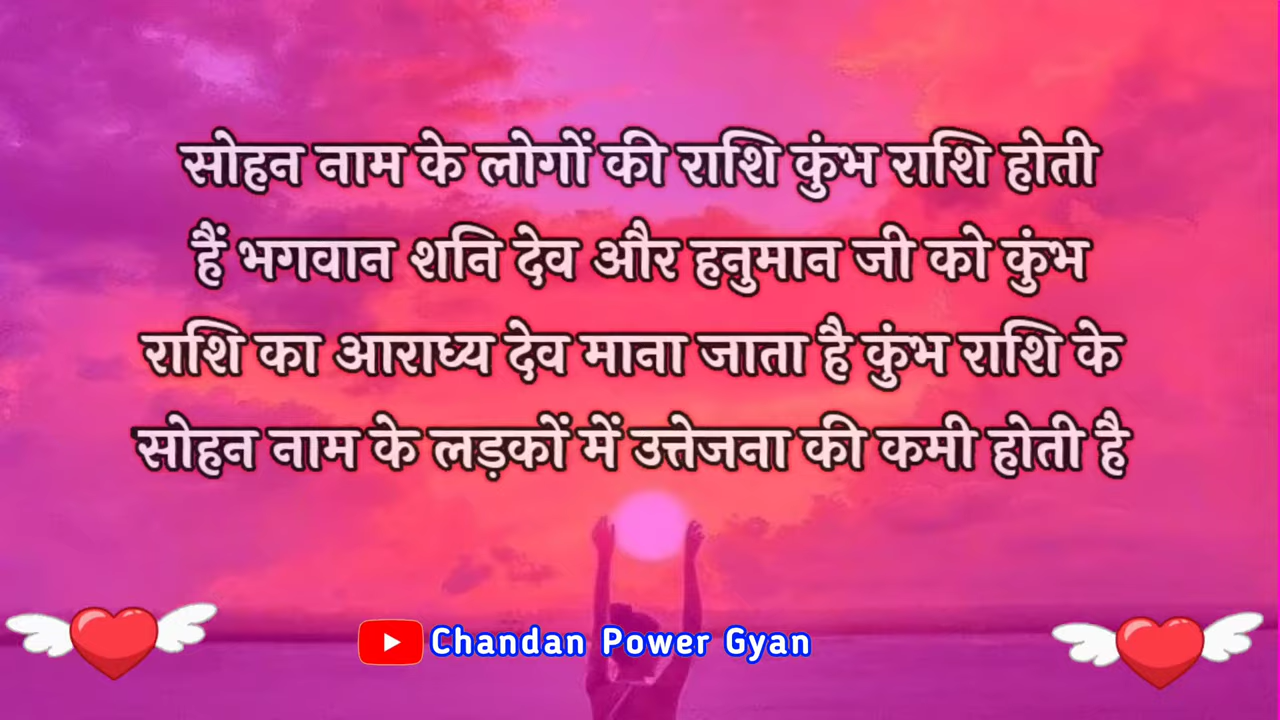 सोहन नाम के लोगों की राशि कुंभ राशि होती
हैं भगवान शनि देव और हनुमान जी को कुंभ
राशि का आराध्य देव माना जाता है कुंभ राशि के
सोहन नाम के लड़कों में उत्तेजना की कमी होती है
Chandan Power Gyan